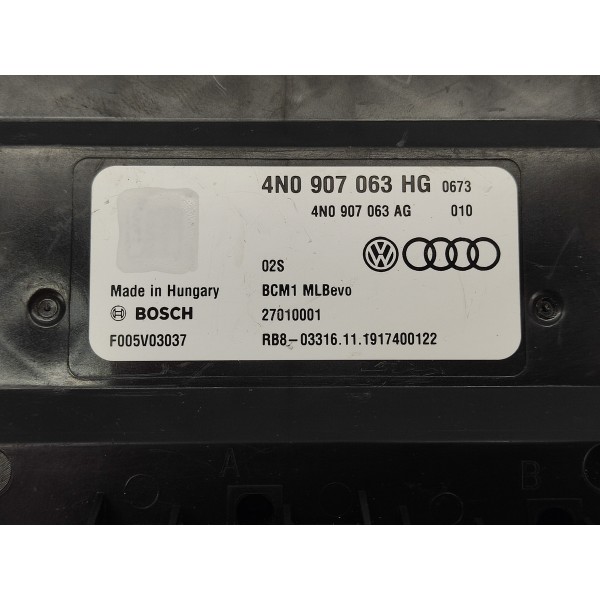 4N0 907 063 HG 0673
4N0 907 063 AG 010
02S
Made in Hungary BCM1 MLBevo
BOSCH 27010001
F005V03037 RB8-03316.11.1917400122
A B